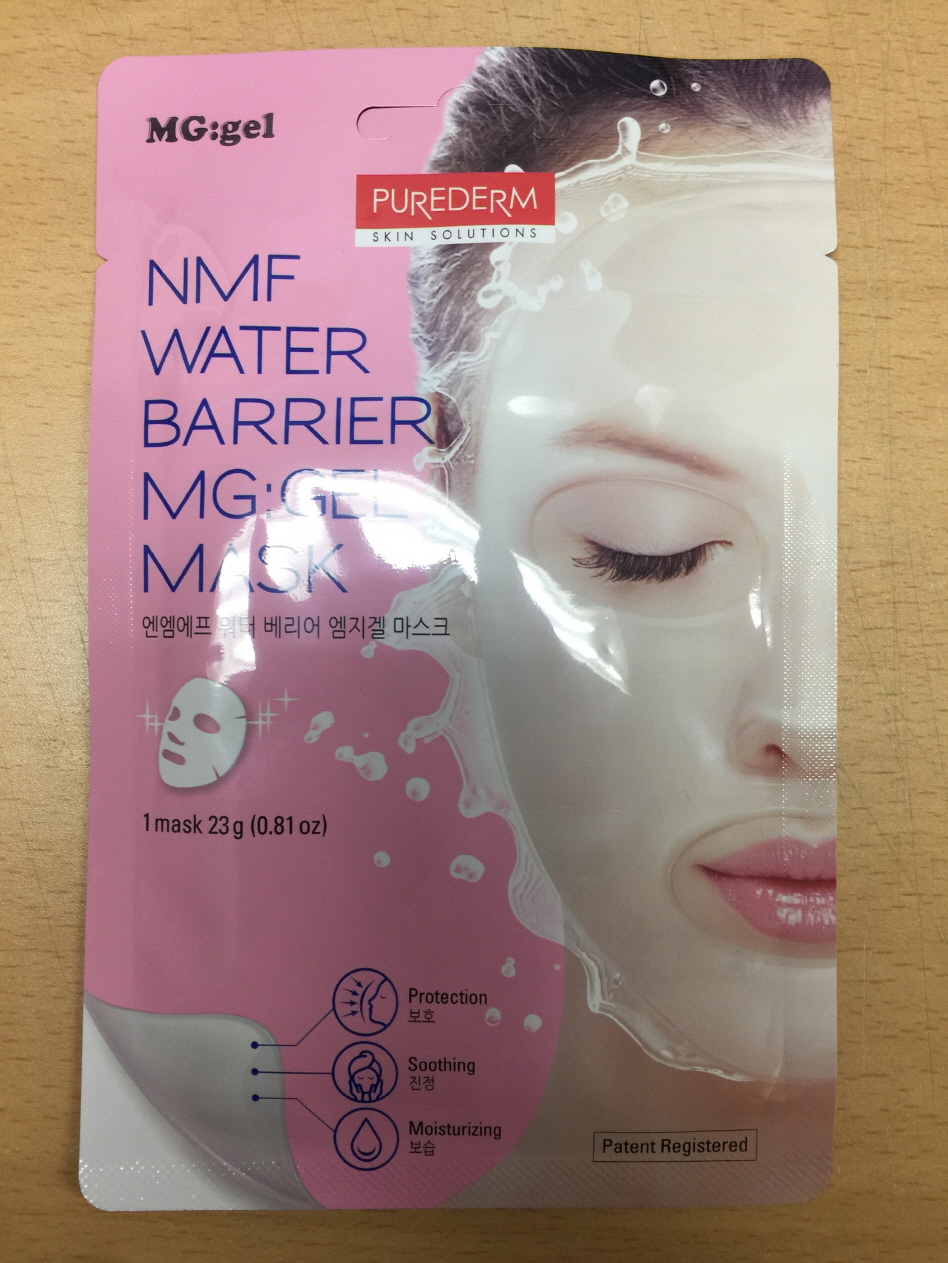 MG:gel
PUREDERM
SKIN SOLUTIONS
NMF
WATER
BARRIER
MG:GEL
MASK
엔엠에프 워터 베리어 엠지겔 마스크
1 mask 23 g (0.81 oz)
Protection
보호
Soothing
진정
Moisturizing
보습
Patent Registered